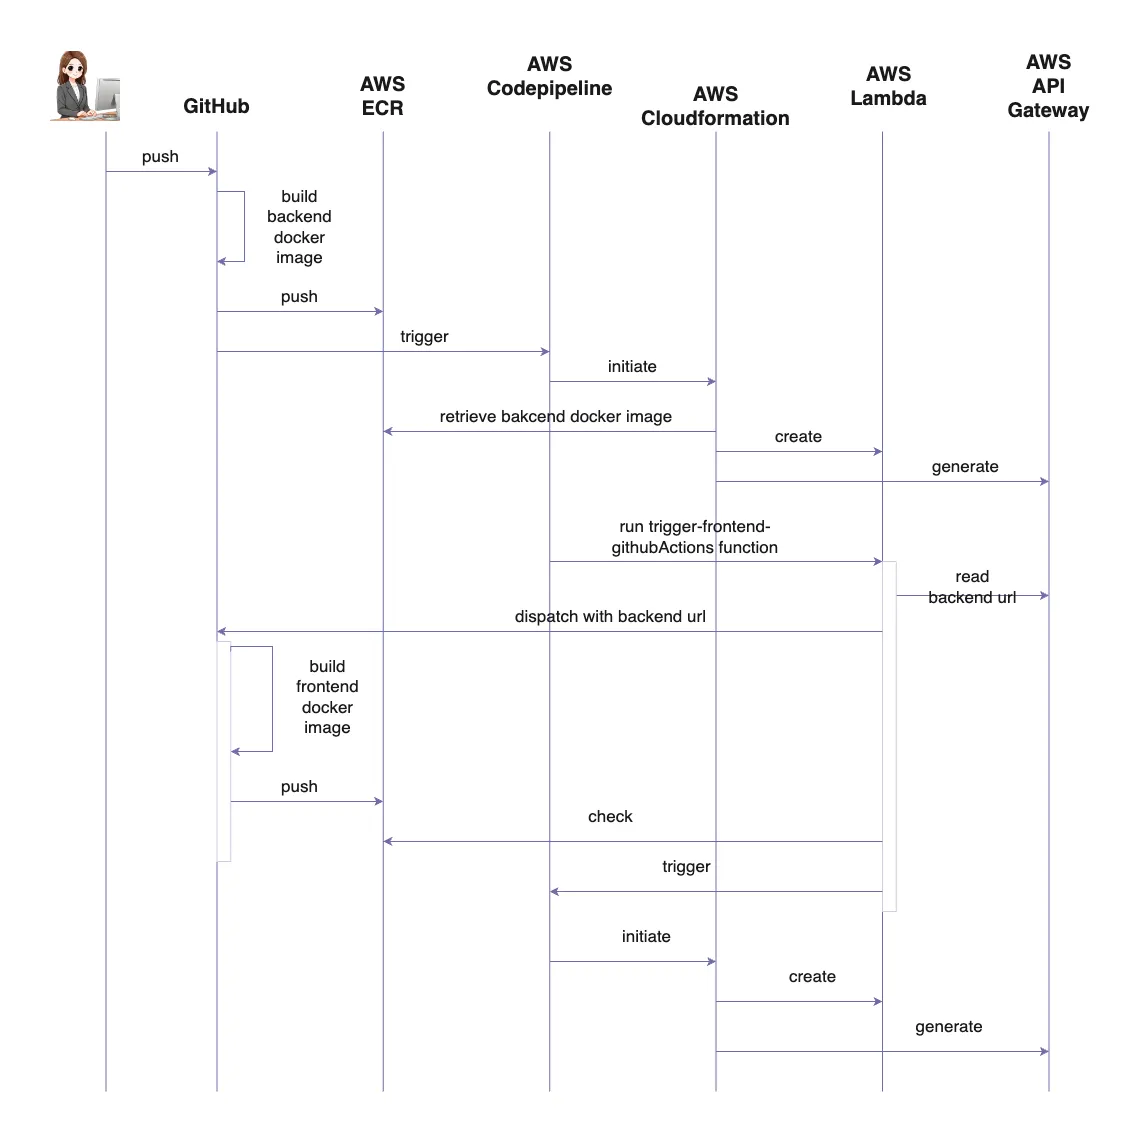 GitHub
AWS
ECR
AWS
Codepipeline
AWS
Cloudformation
AWS
Lambda
AWS
API
Gateway
push
build
backend
docker
image
push
trigger
initiate
retrieve bakcend docker image
create
generate
run trigger-frontend-
githubActions function
read
backend url
dispatch with backend url
build
frontend
docker
image
push
check
trigger
initiate
create
generate